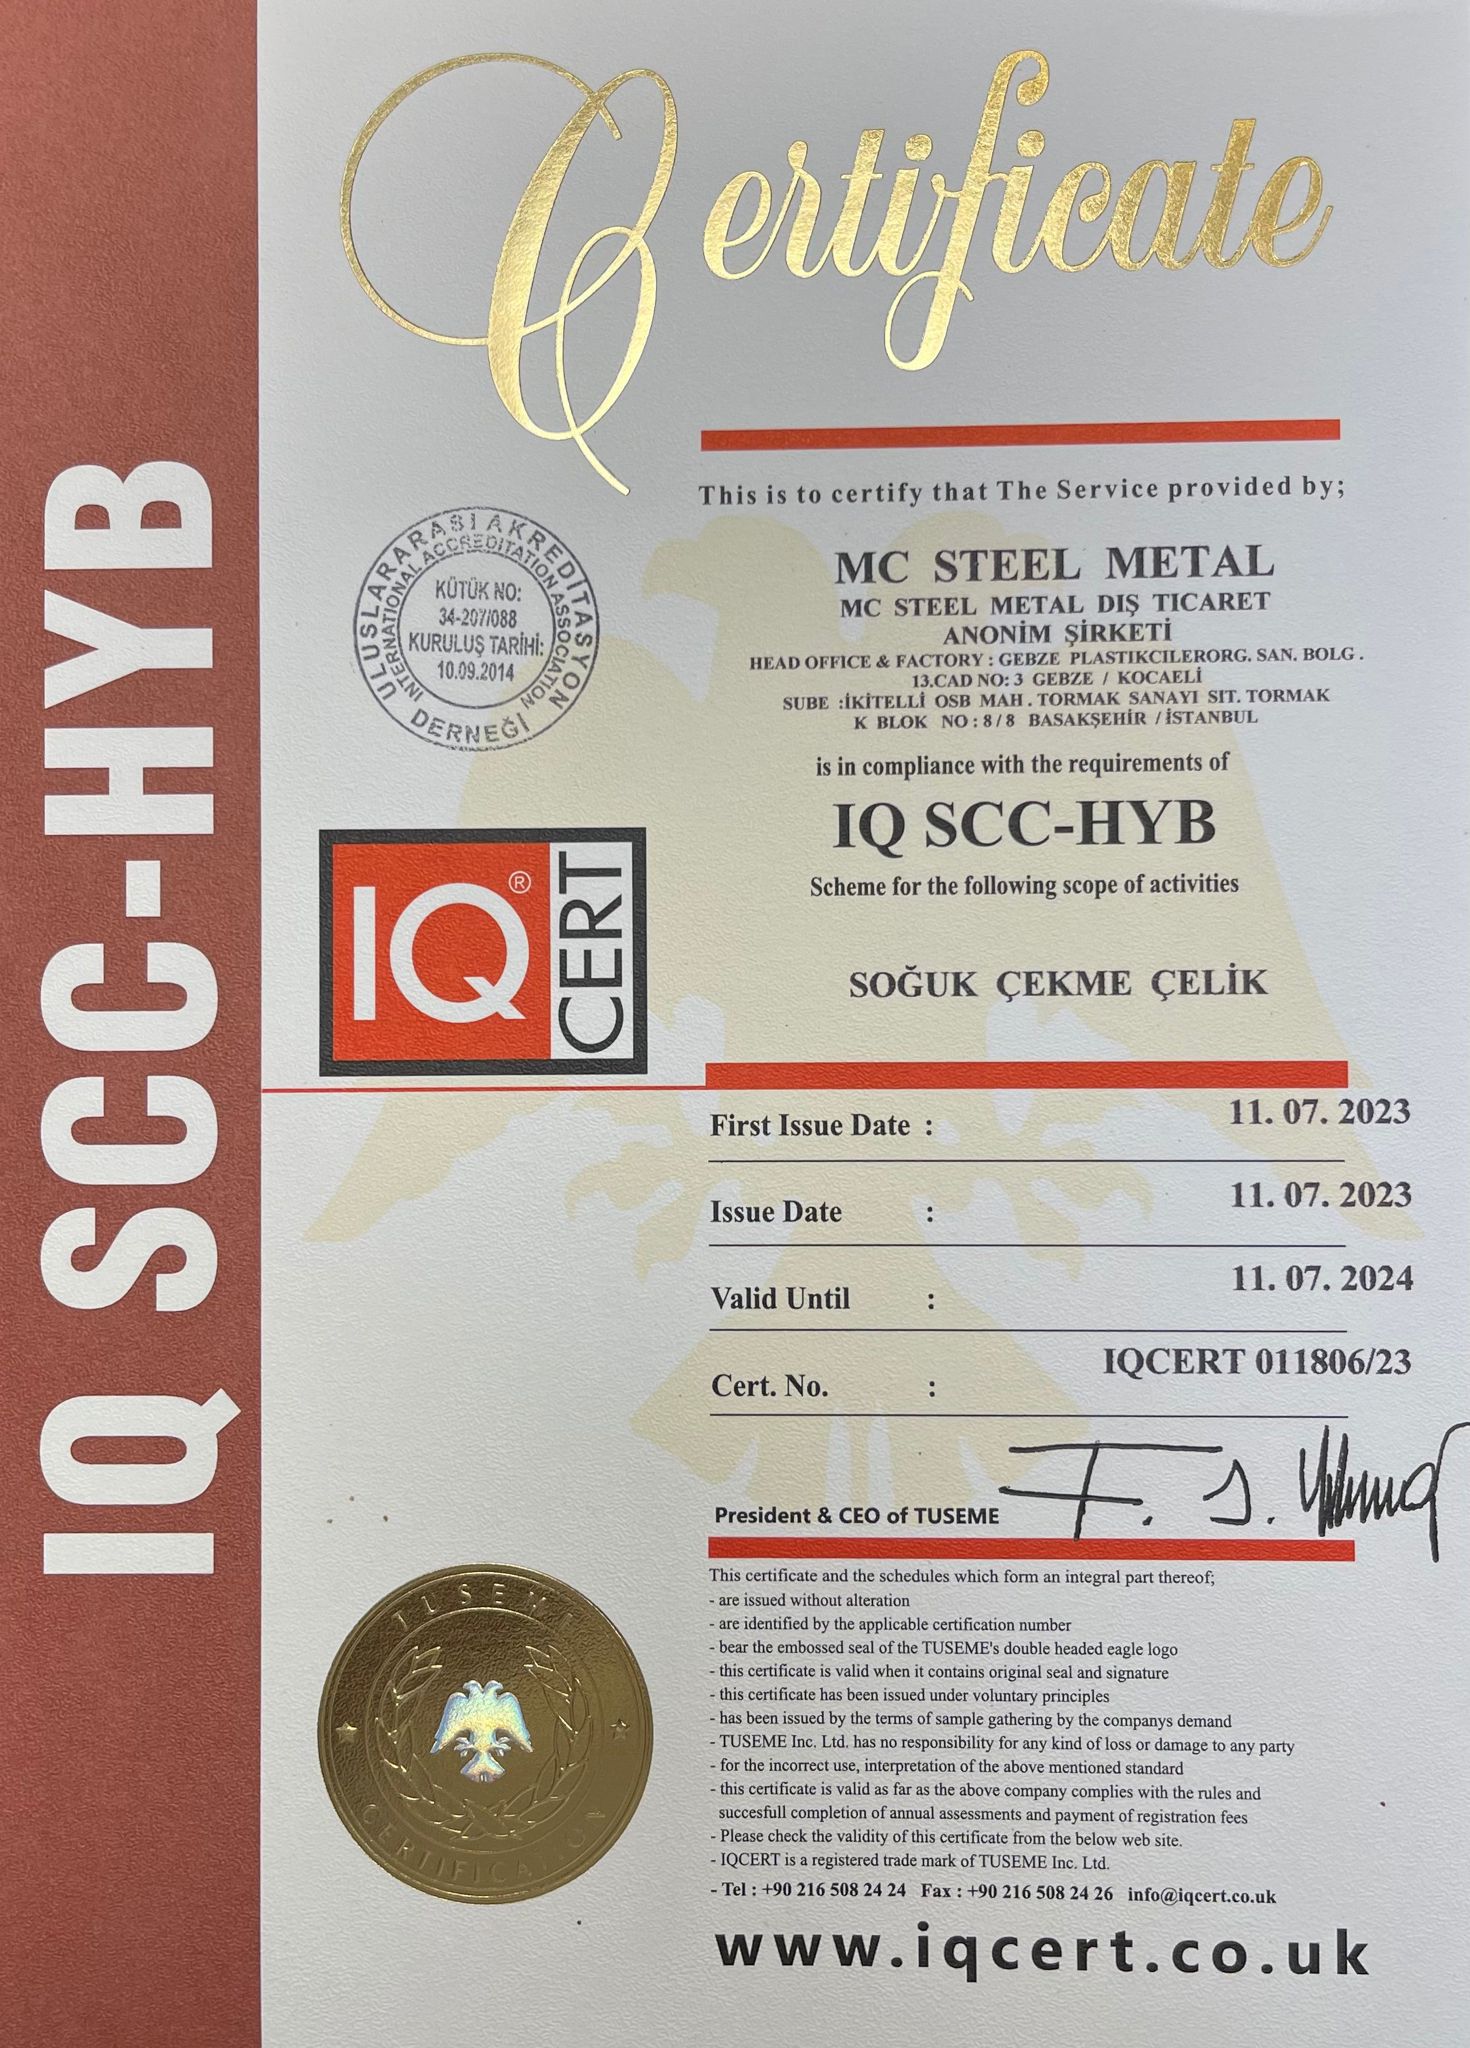 Certificate
IQ SCC-HYB
This is to certify that The Service provided by;
MC STEEL METAL
MC STEEL METAL DIŞ TICARET
ANONİM ŞİRKETİ
HEAD OFFICE & FACTORY : GEBZE PLASTIKCILERORG. SAN. BOLG .
13.CAD NO: 3 GEBZE / KOCAELİ
SUBE :İKİTELLİ OSB MAH . TORMAK SANAYI SIT. TORMAK
K BLOK NO : 8 / 8 BASAKŞEHİR / İSTANBUL
ULUSLARARASI AKREDİTASYON DERNEĞİ
INTERNATIONAL ACCREDITATION ASSOCIATION
KÜTÜK NO:
34-207/088
KURULUŞ TARİHİ:
10.09.2014
is in compliance with the requirements of
IQ SCC-HYB
Scheme for the following scope of activities
IQ® CERT
SOĞUK ÇEKME ÇELİK
First Issue Date : 11. 07. 2023
Issue Date : 11. 07. 2023
Valid Until : 11. 07. 2024
Cert. No. : IQCERT 011806/23
President & CEO of TUSEME
This certificate and the schedules which form an integral part thereof;
- are issued without alteration
- are identified by the applicable certification number
- bear the embossed seal of the TUSEME's double headed eagle logo
- this certificate is valid when it contains original seal and signature
- this certificate has been issued under voluntary principles
- has been issued by the terms of sample gathering by the companys demand
- TUSEME Inc. Ltd. has no responsibility for any kind of loss or damage to any party
- for the incorrect use, interpretation of the above mentioned standard
- this certificate is valid as far as the above company complies with the rules and
succesfull completion of annual assessments and payment of registration fees
- Please check the validity of this certificate from the below web site.
- IQCERT is a registered trade mark of TUSEME Inc. Ltd.
- Tel : +90 216 508 24 24 Fax : +90 216 508 24 26 info@iqcert.co.uk
www.iqcert.co.uk
TUSEME
CERTIFICATION